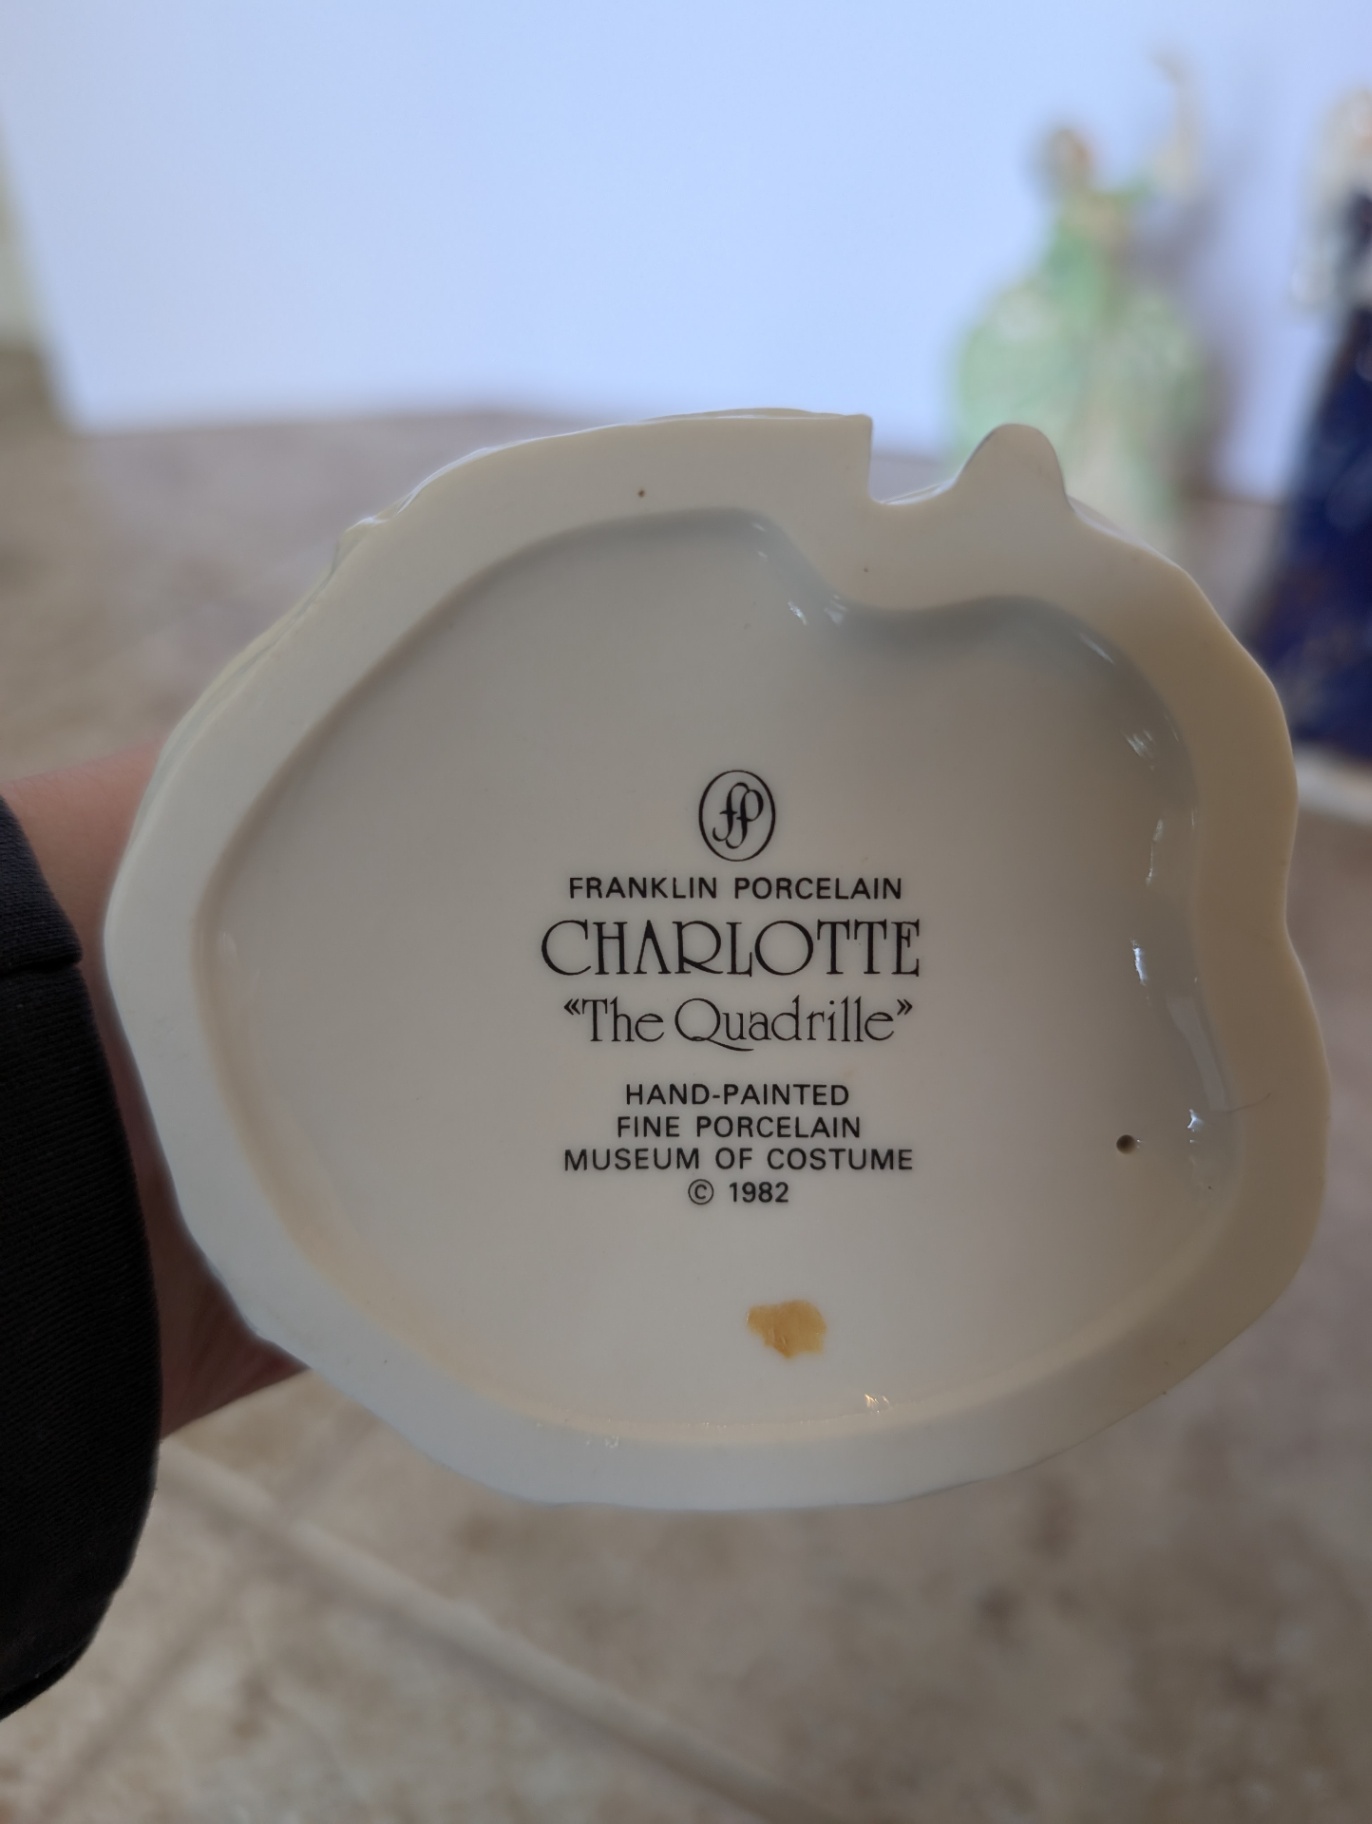 fp
FRANKLIN PORCELAIN
CHARLOTTE
«The Quadrille»
HAND-PAINTED
FINE PORCELAIN
MUSEUM OF COSTUME
© 1982